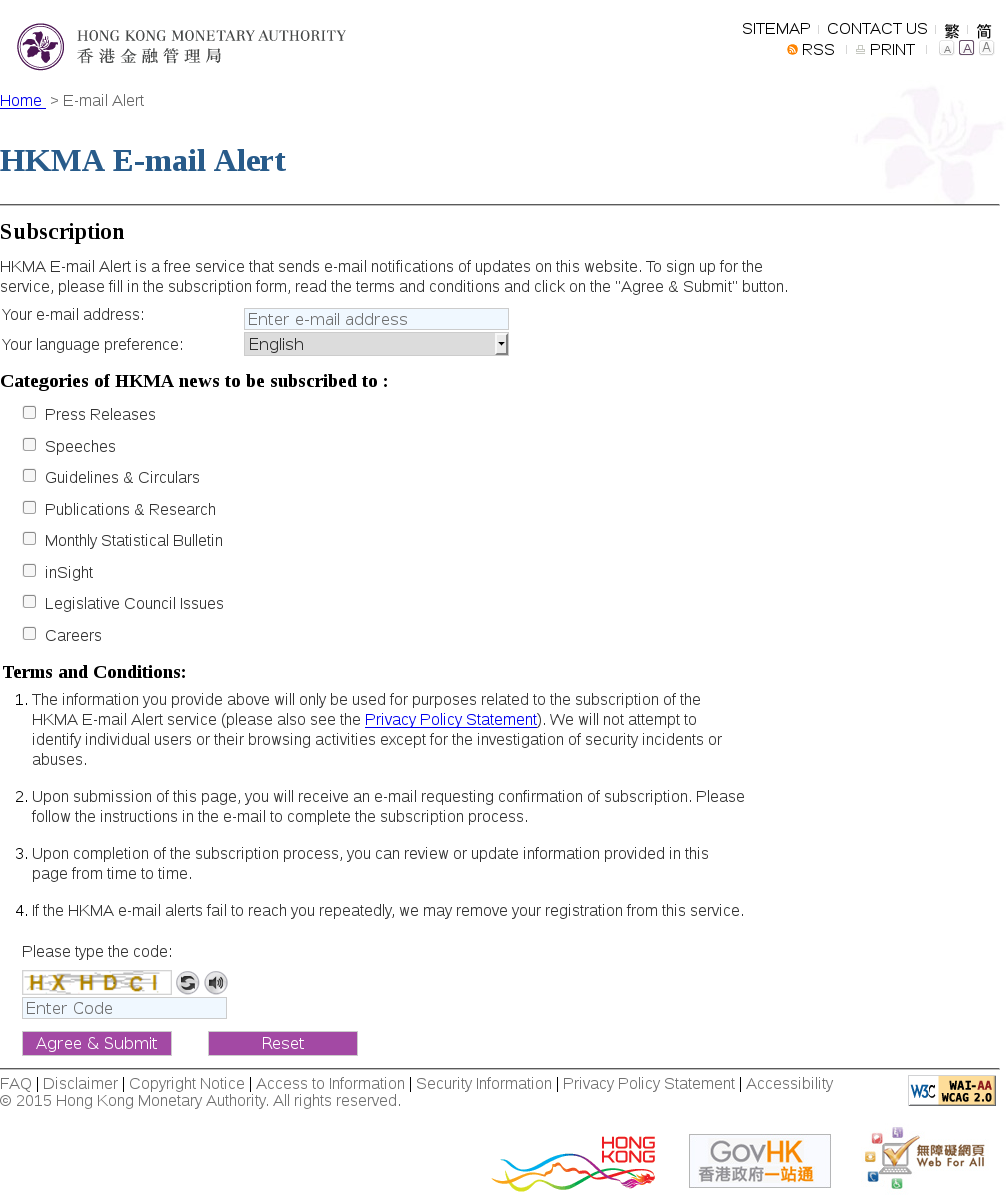 HONG KONG MONETARY AUTHORITY
香港金融管理局
SITEMAP CONTACT US 繁 简
RSS PRINT A A A
Home > E-mail Alert
HKMA E-mail Alert
Subscription
HKMA E-mail Alert is a free service that sends e-mail notifications of updates on this website. To sign up for the
service, please fill in the subscription form, read the terms and conditions and click on the "Agree & Submit" button.
Your e-mail address: Enter e-mail address
Your language preference: English
Categories of HKMA news to be subscribed to :
Press Releases
Speeches
Guidelines & Circulars
Publications & Research
Monthly Statistical Bulletin
inSight
Legislative Council Issues
Careers
Terms and Conditions:
1. The information you provide above will only be used for purposes related to the subscription of the
HKMA E-mail Alert service (please also see the Privacy Policy Statement). We will not attempt to
identify individual users or their browsing activities except for the investigation of security incidents or
abuses.
2. Upon submission of this page, you will receive an e-mail requesting confirmation of subscription. Please
follow the instructions in the e-mail to complete the subscription process.
3. Upon completion of the subscription process, you can review or update information provided in this
page from time to time.
4. If the HKMA e-mail alerts fail to reach you repeatedly, we may remove your registration from this service.
Please type the code:
H X H D C I
Enter Code
Agree & Submit Reset
FAQ | Disclaimer | Copyright Notice | Access to Information | Security Information | Privacy Policy Statement | Accessibility
© 2015 Hong Kong Monetary Authority. All rights reserved.
W3C WAI-AA
WCAG 2.0
HONG
KONG
GovHK
香港政府一站通
無障礙網頁
Web For All